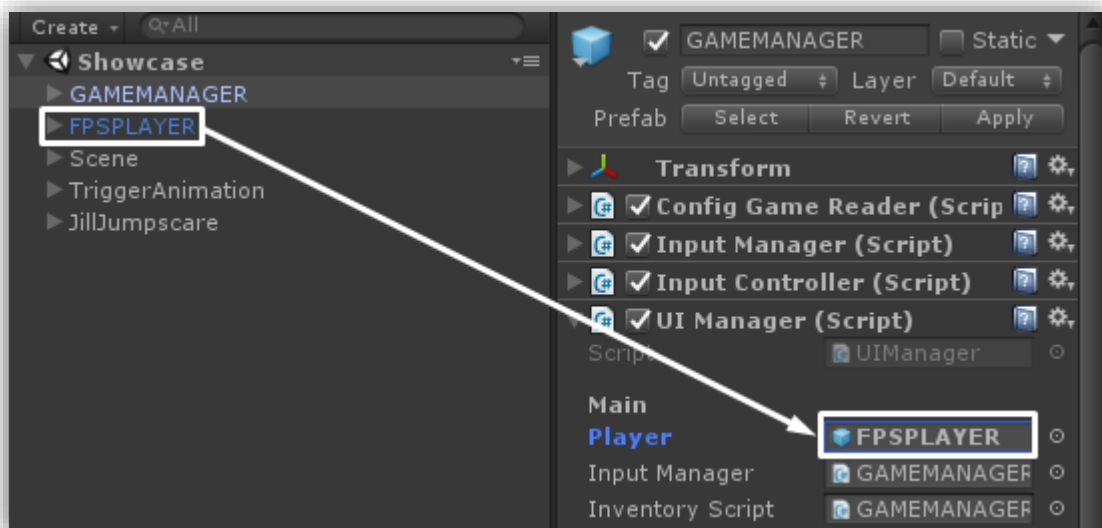 Create
All
Showcase
GAMEMANAGER
FPSPLAYER
Scene
TriggerAnimation
JillJumpscare
GAMEMANAGER Static
Tag Untagged Layer Default
Prefab Select Revert Apply
Transform
Config Game Reader (Scrip
Input Manager (Script)
Input Controller (Script)
UI Manager (Script)
Script UIManager
Main
Player FPSPLAYER
Input Manager GAMEMANAGER
Inventory Script GAMEMANAGER